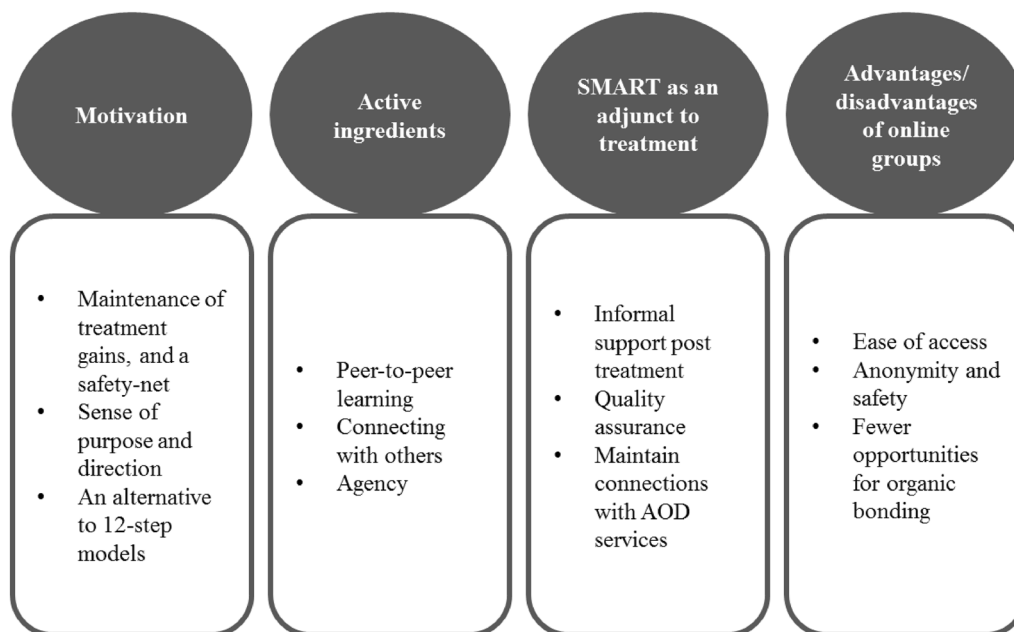 Motivation
• Maintenance of
treatment
gains, and a
safety-net
• Sense of
purpose and
direction
• An alternative
to 12-step
models
Active
ingredients
• Peer-to-peer
learning
• Connecting
with others
• Agency
SMART as an
adjunct to
treatment
• Informal
support post
treatment
• Quality
assurance
• Maintain
connections
with AOD
services
Advantages/
disadvantages
of online
groups
• Ease of access
• Anonymity and
safety
• Fewer
opportunities
for organic
bonding